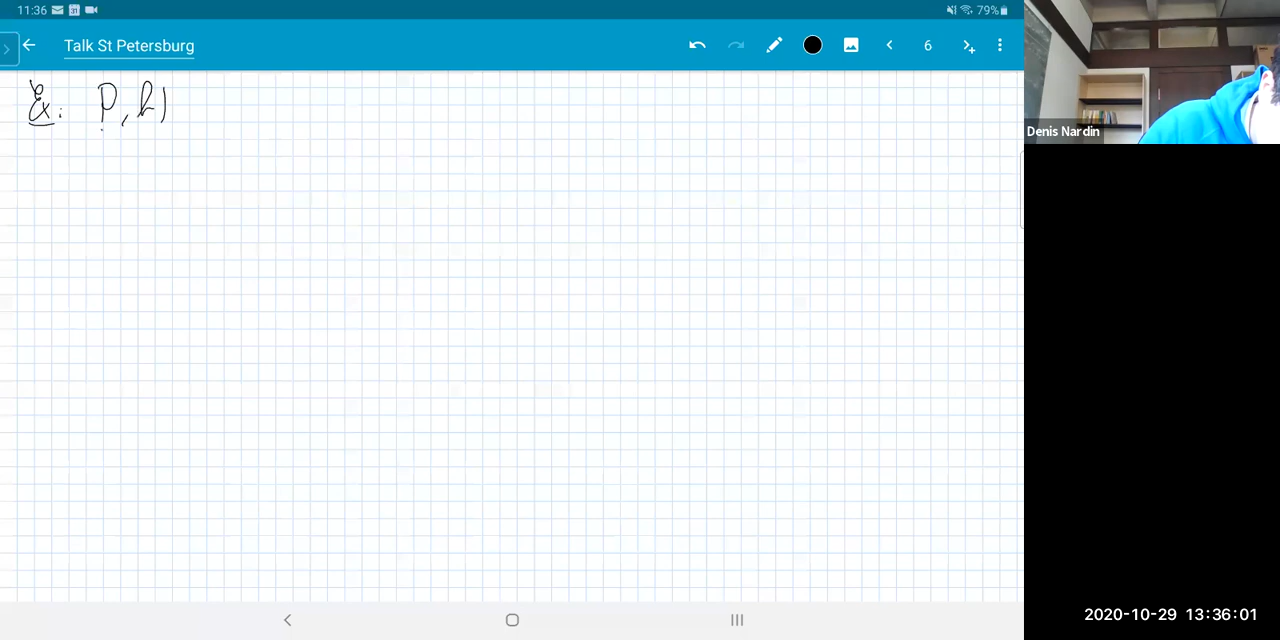 11:36 79%
Talk St Petersburg
6
Ex: P, h)
Denis Nardin
2020-10-29 13:36:01